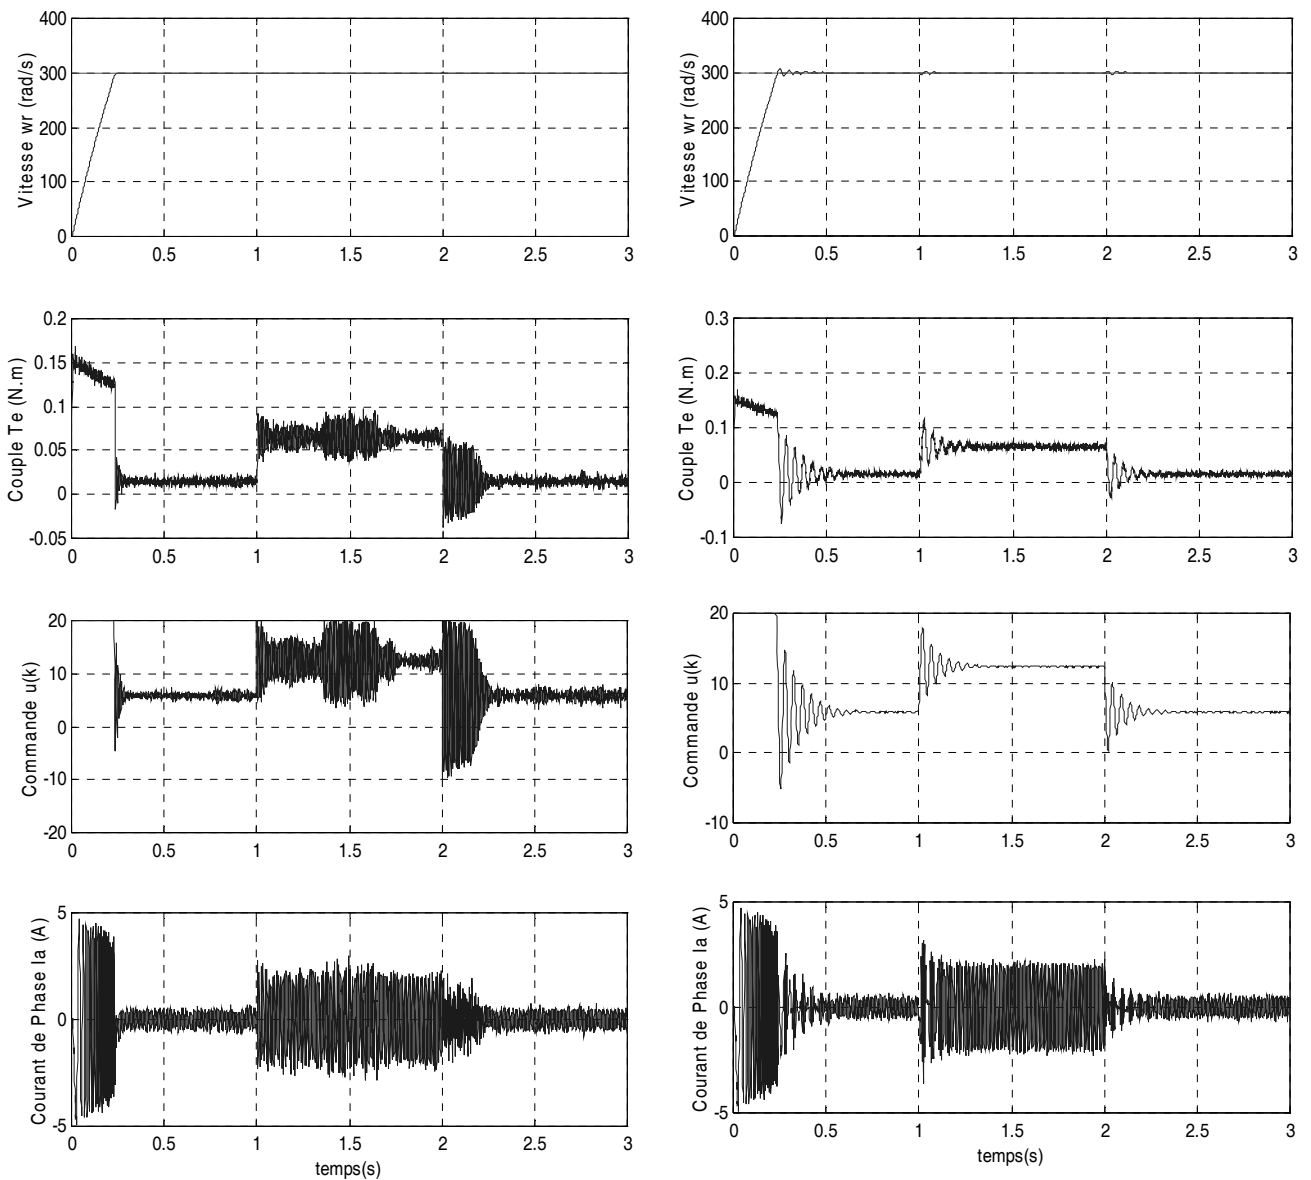 400
300
200
100
0
Vitesse wr (rad/s)
0 0.5 1 1.5 2 2.5 3
400
300
200
100
0
Vitesse wr (rad/s)
0 0.5 1 1.5 2 2.5 3
0.2
0.15
0.1
0.05
0
-0.05
Couple Te (N.m)
0 0.5 1 1.5 2 2.5 3
0.3
0.2
0.1
0
-0.1
Couple Te (N.m)
0 0.5 1 1.5 2 2.5 3
20
10
0
-10
-20
Commande u(k)
0 0.5 1 1.5 2 2.5 3
20
10
0
-10
Commande u(k)
0 0.5 1 1.5 2 2.5 3
5
0
-5
Courant de Phase Ia (A)
0 0.5 1 1.5 2 2.5 3
temps(s)
5
0
-5
Courant de Phase Ia (A)
0 0.5 1 1.5 2 2.5 3
temps(s)